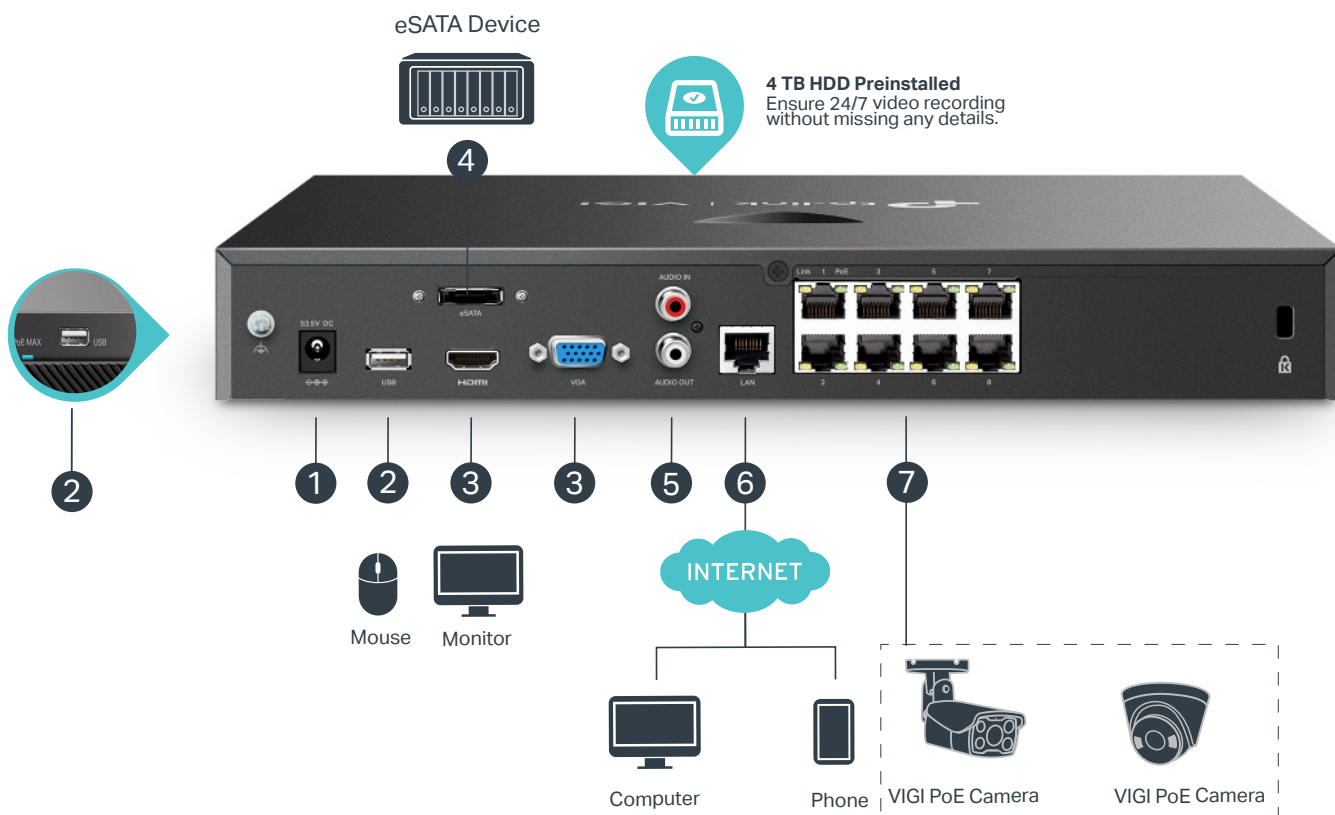 eSATA Device
4 TB HDD Preinstalled
Ensure 24/7 video recording
without missing any details.
4
tp-link | VIGI
AUDIO IN
Link 1 PoE 3 5 7
eSATA
53.5V DC
PoE MAX USB
USB
HDMI
VGA
AUDIO OUT
LAN
2 4 6 8
2
1
2
3
3
5
6
7
INTERNET
Mouse
Monitor
Computer
Phone
VIGI PoE Camera
VIGI PoE Camera